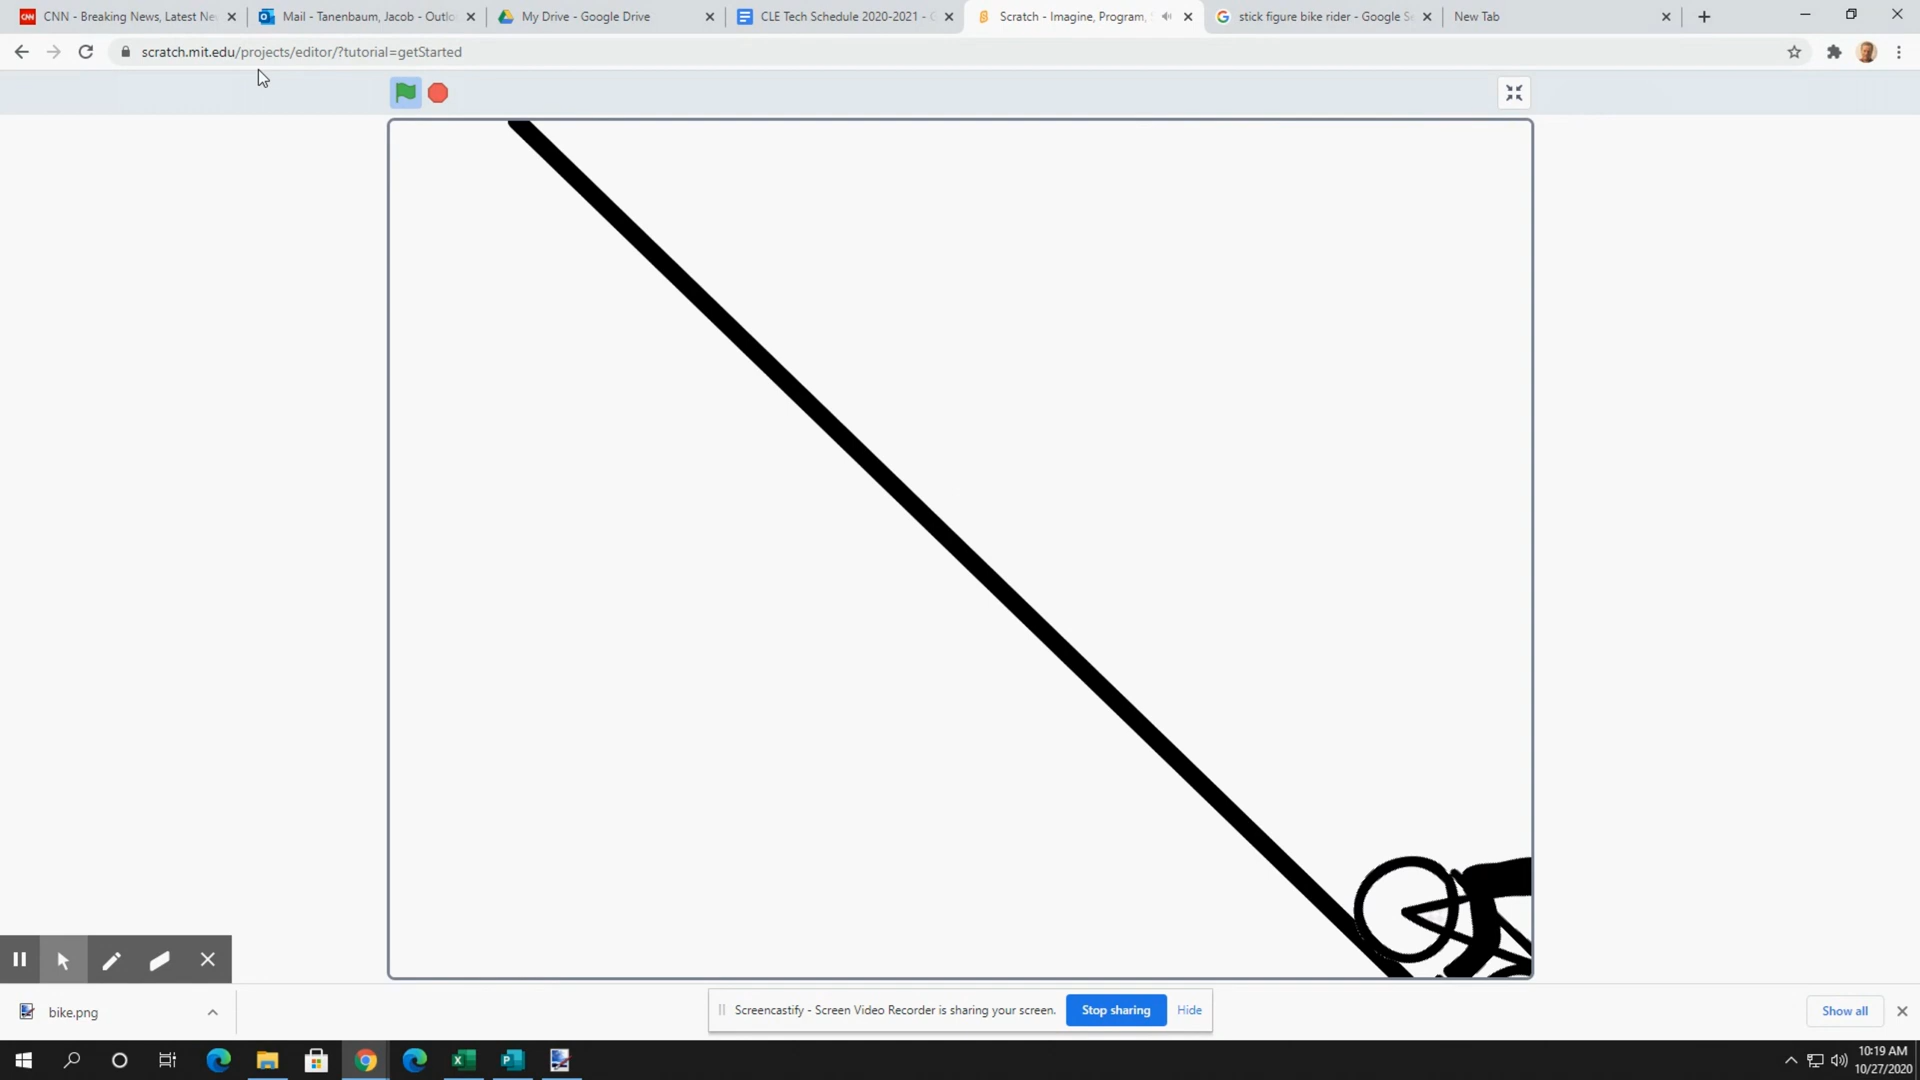 CNN - Breaking News, Latest Ne
Mail - Tanenbaum, Jacob - Outlo
My Drive - Google Drive
CLE Tech Schedule 2020-2021 -
Scratch - Imagine, Program,
stick figure bike rider - Google S
New Tab
scratch.mit.edu/projects/editor/?tutorial=getStarted
bike.png
Screencastify - Screen Video Recorder is sharing your screen.
Stop sharing
Hide
Show all
10:19 AM
10/27/2020